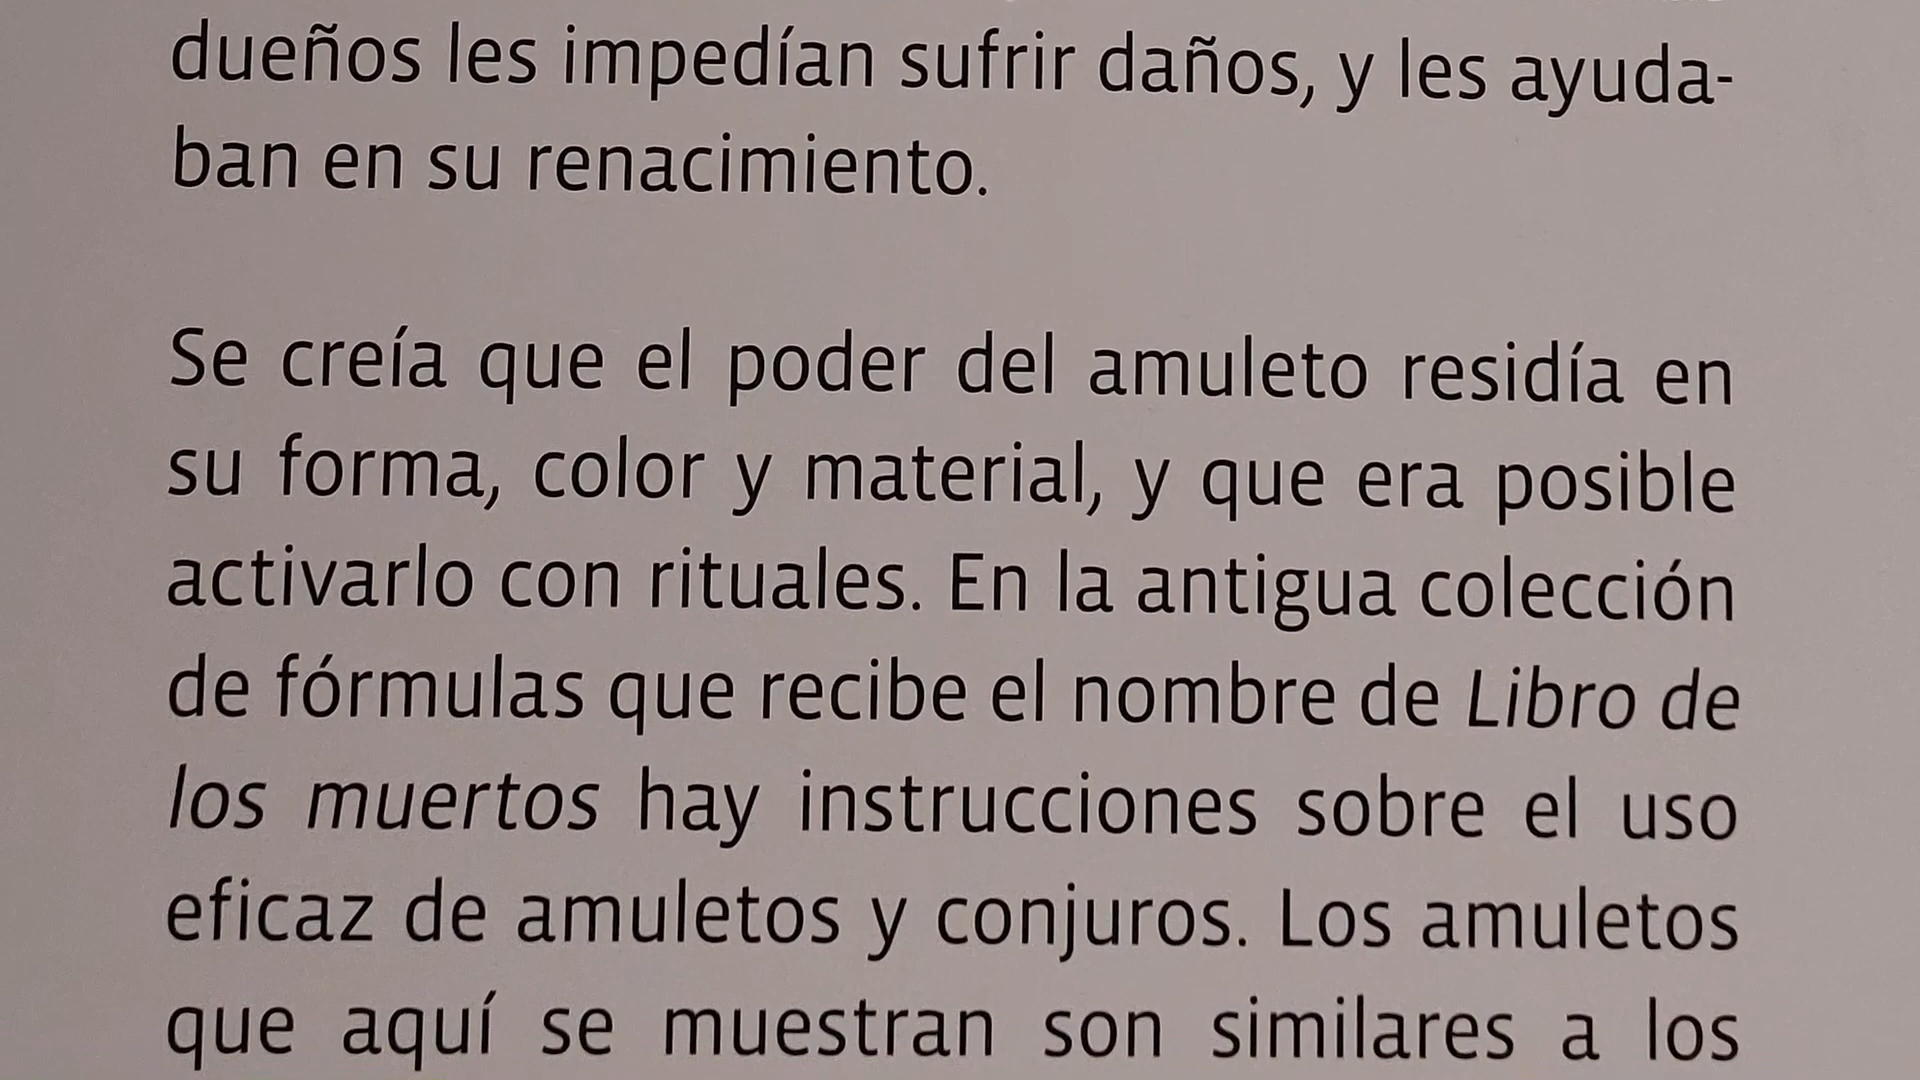 dueños les impedían sufrir daños, y les ayuda-
ban en su renacimiento.
Se creía que el poder del amuleto residía en
su forma, color y material, y que era posible
activarlo con rituales. En la antigua colección
de fórmulas que recibe el nombre de Libro de
los muertos hay instrucciones sobre el uso
eficaz de amuletos y conjuros. Los amuletos
que aquí se muestran son similares a los